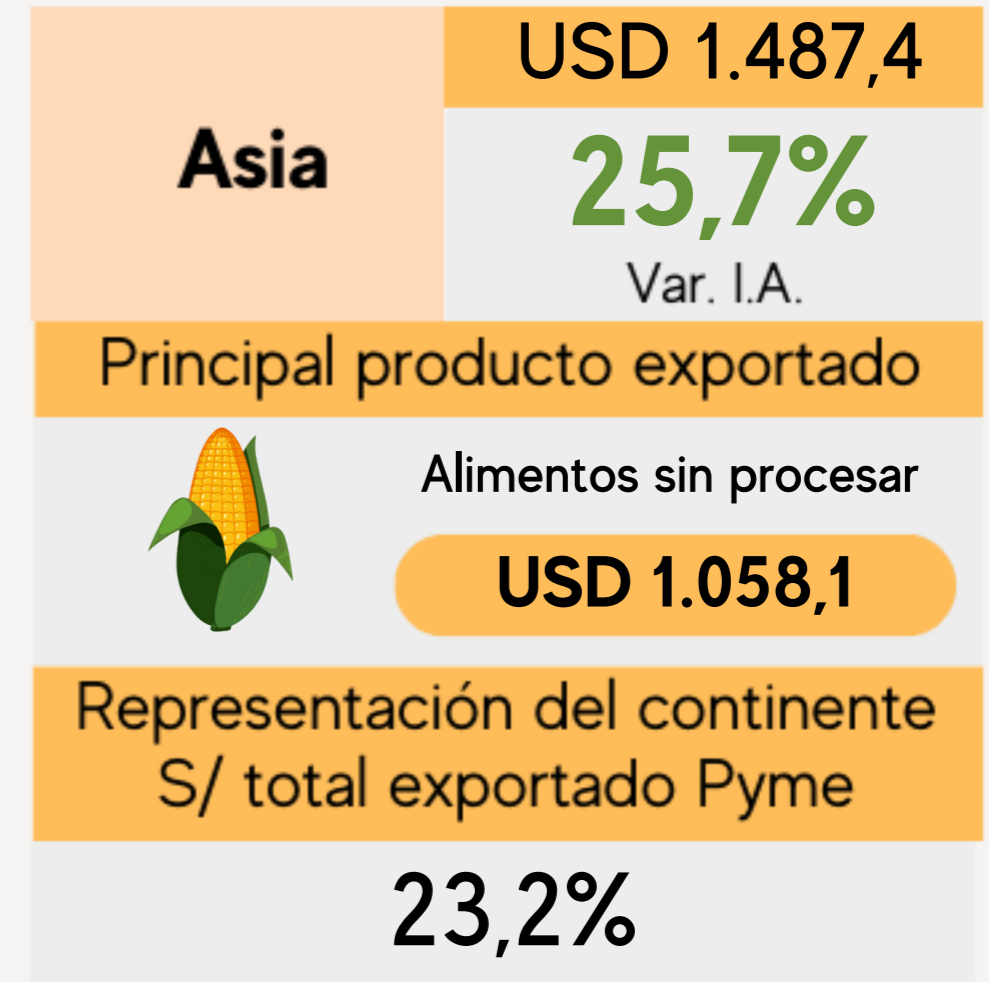 Asia
USD 1.487,4
25,7%
Var. I.A.
Principal producto exportado
Alimentos sin procesar
USD 1.058,1
Representación del continente
S/ total exportado Pyme
23,2%